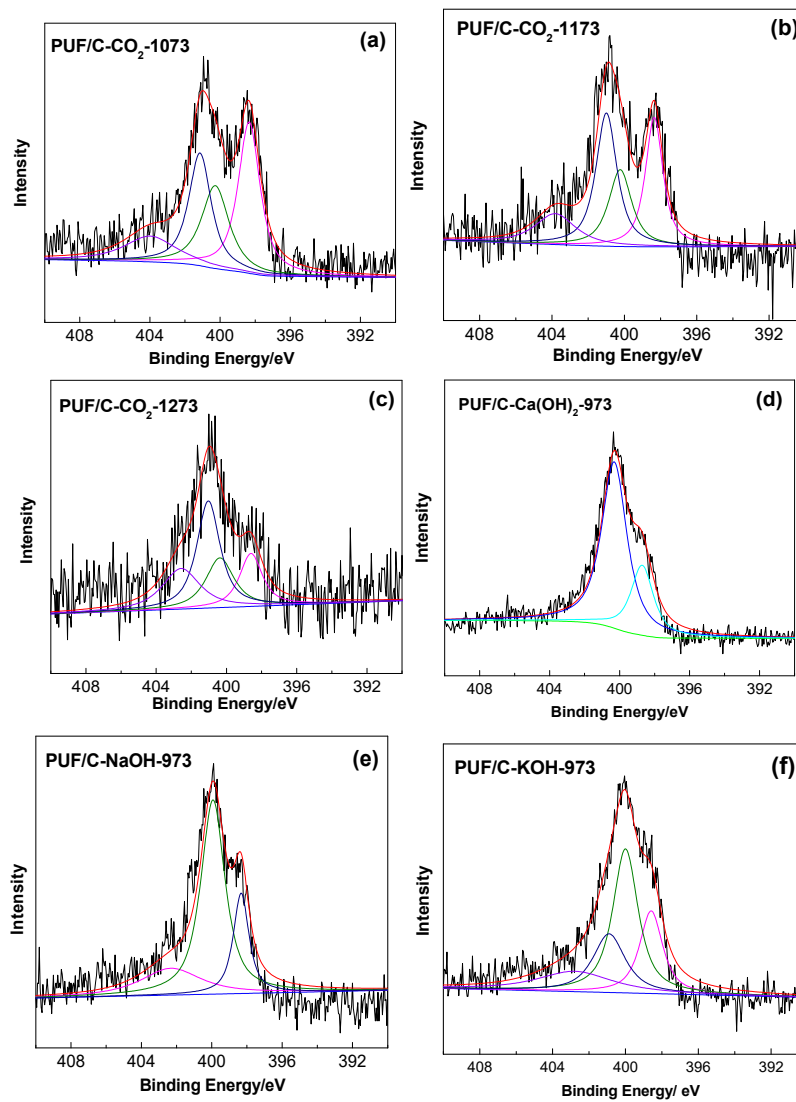 (a)
PUF/C-CO₂-1073
Intensity
408 404 400 396 392
Binding Energy/eV
(b)
PUF/C-CO₂-1173
Intensity
408 404 400 396 392
Binding Energy/eV
(c)
PUF/C-CO₂-1273
Intensity
408 404 400 396 392
Binding Energy/eV
(d)
PUF/C-Ca(OH)₂-973
Intensity
408 404 400 396 392
Binding Energy/eV
(e)
PUF/C-NaOH-973
Intensity
408 404 400 396 392
Binding Energy/eV
(f)
PUF/C-KOH-973
Intensity
408 404 400 396 392
Binding Energy/ eV